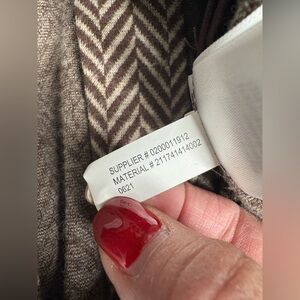 SUPPLIER # 0200011912
MATERIAL # 211741414002
0621